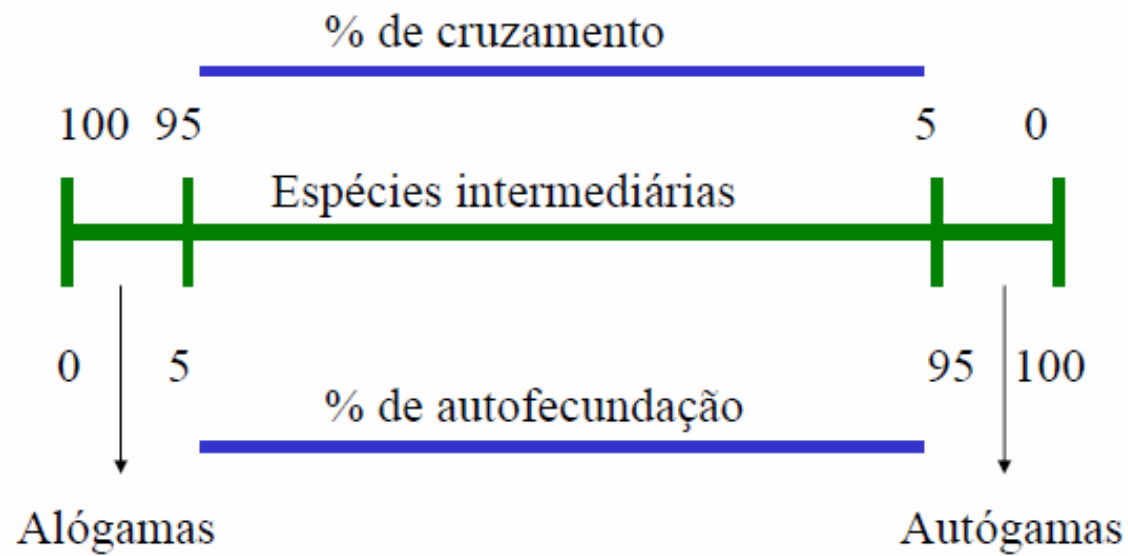 % de cruzamento
100 95 5 0
Espécies intermediárias
0 5 95 100
% de autofecundação
Alógamas Autógamas